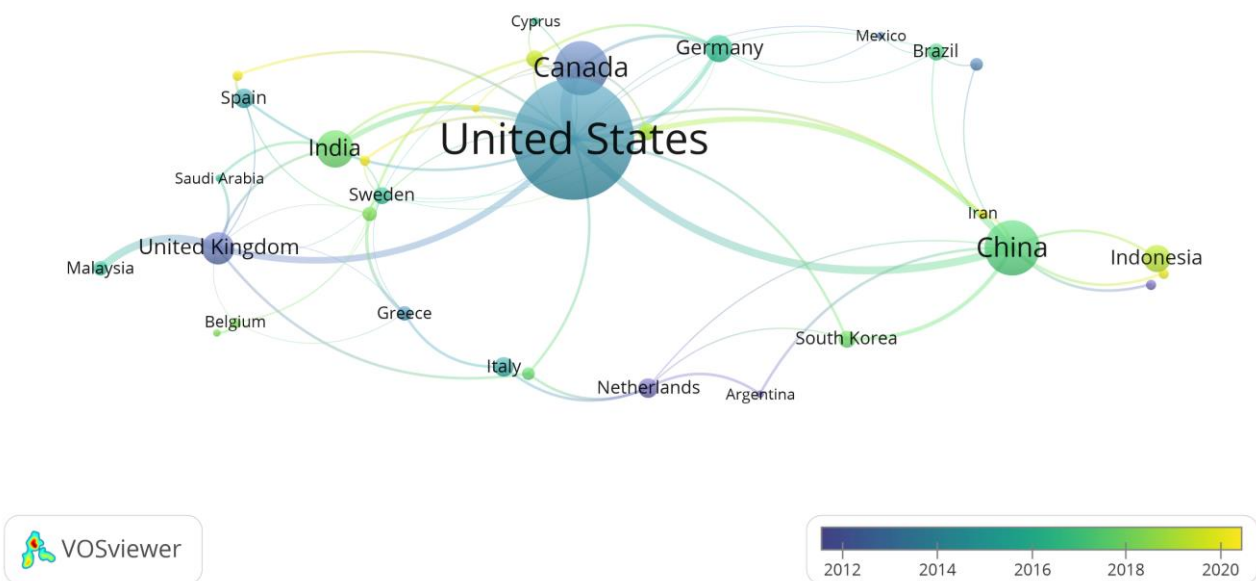 Cyprus
Mexico
Germany
Brazil
Canada
Spain
United States
India
Saudi Arabia
Sweden
Iran
United Kingdom
China
Indonesia
Malaysia
Greece
Belgium
South Korea
Italy
Netherlands
Argentina
VOSviewer
2012 2014 2016 2018 2020